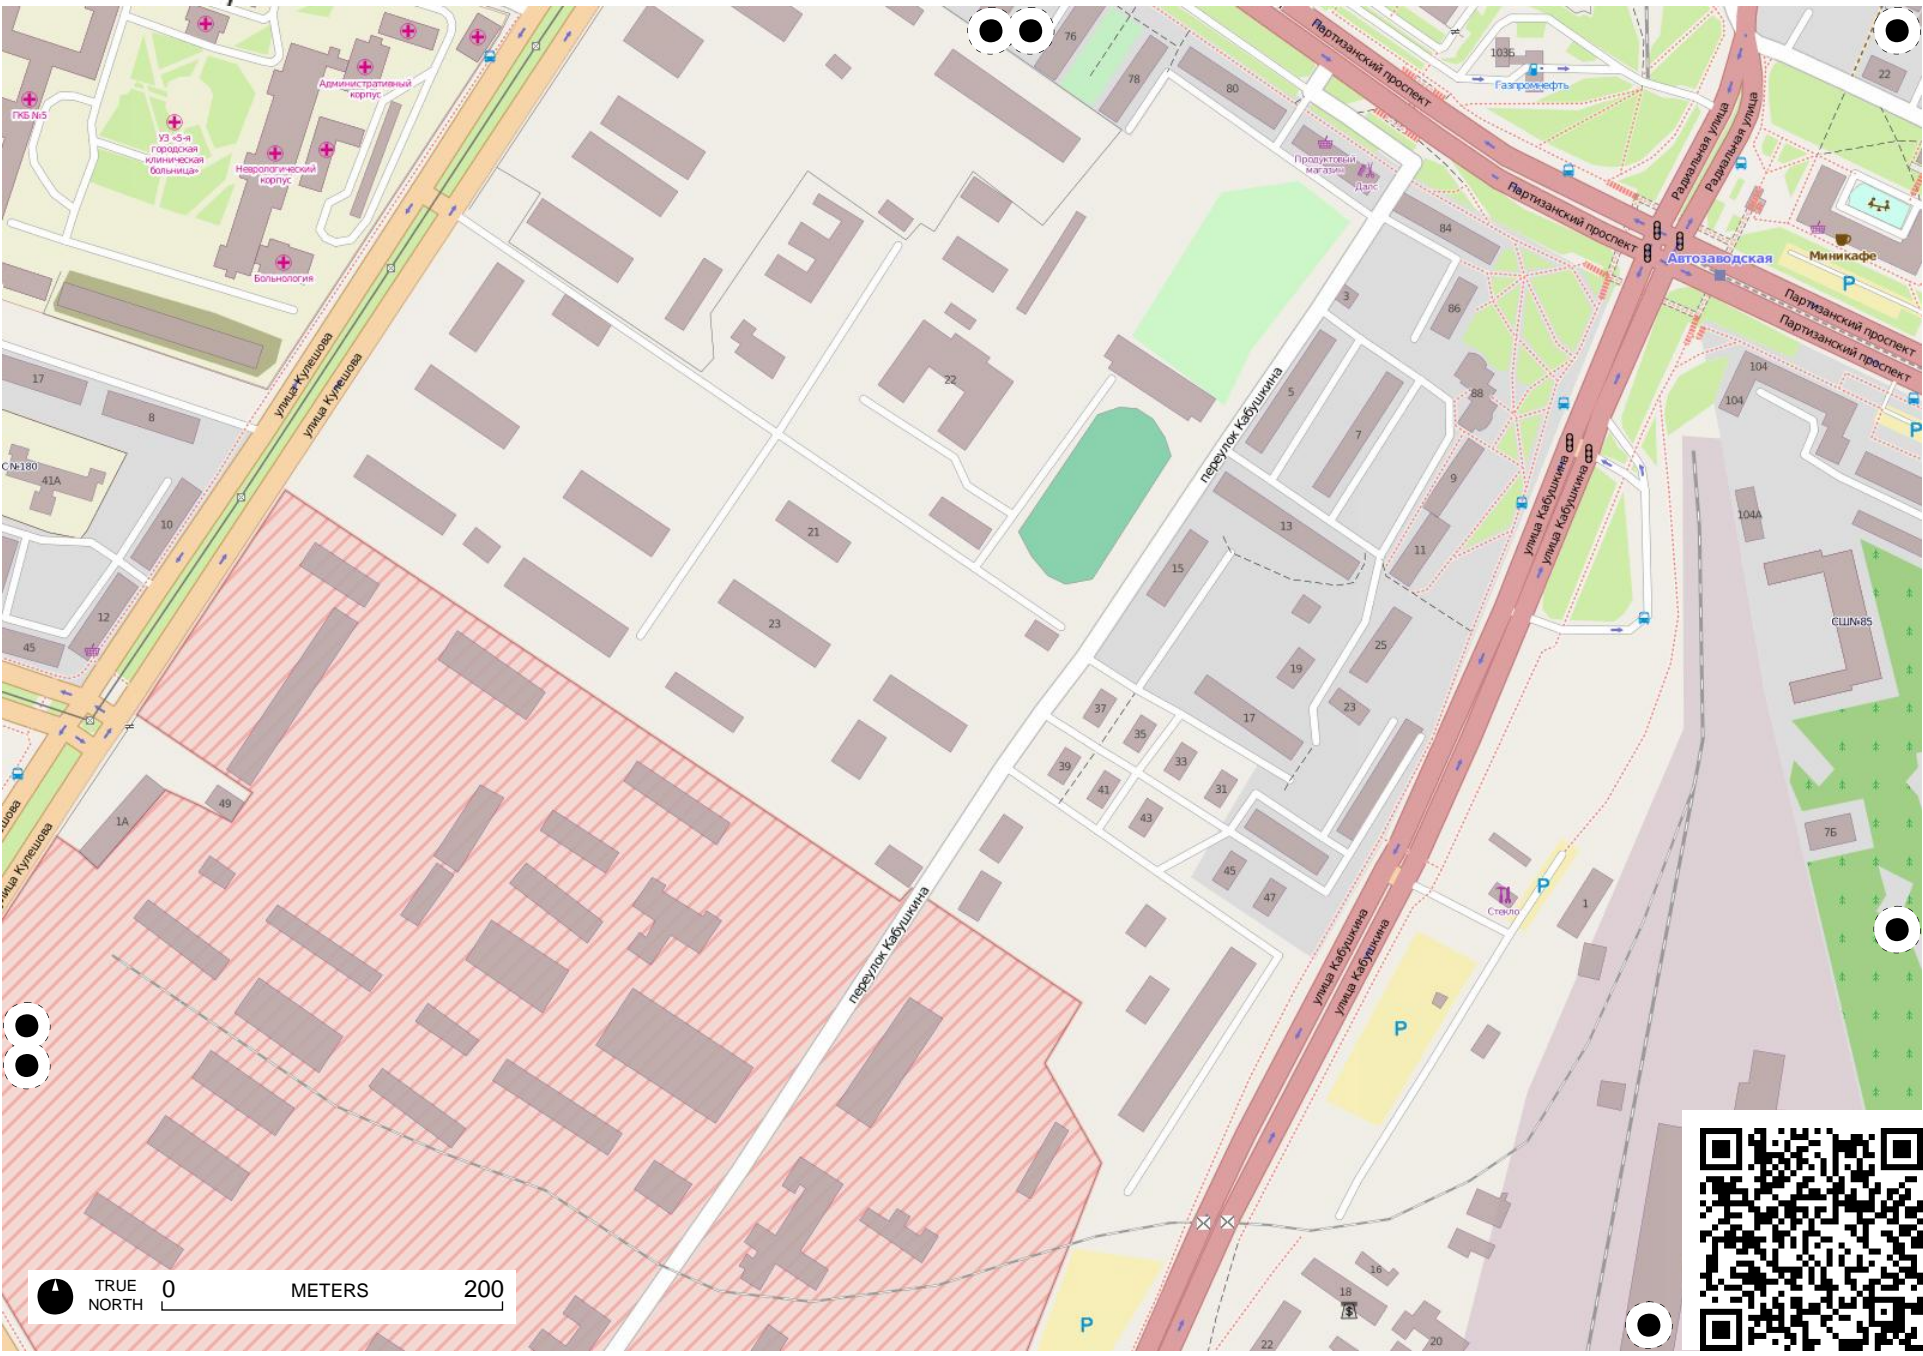 76
78
80
Партизанский проспект
103Б
Газпромнефть
22
Административный
корпус
ГКБ №5
УЗ «5-я
городская
клиническая
больница»
Неврологический
корпус
Больнология
Продуктовый
магазин
Далс
Радиальная улица
Радиальная улица
Партизанский проспект
84
Автозаводская
Миникафе
P
Партизанский проспект
Партизанский проспект
3
86
88
5
7
22
17
8
улица Кулешова
улица Кулешова
104
104
P
переулок Кабушкина
41А
10
9
11
13
15
21
улица Кабушкина
улица Кабушкина
104А
12
45
23
25
19
23
17
СШ№85
37
35
33
31
39
41
43
45
47
49
1А
улица Кулешова
7Б
P
Стекло
1
переулок Кабушкина
улица Кабушкина
улица Кабушкина
P
16
18
20
22
P
TRUE
NORTH
0 METERS 200